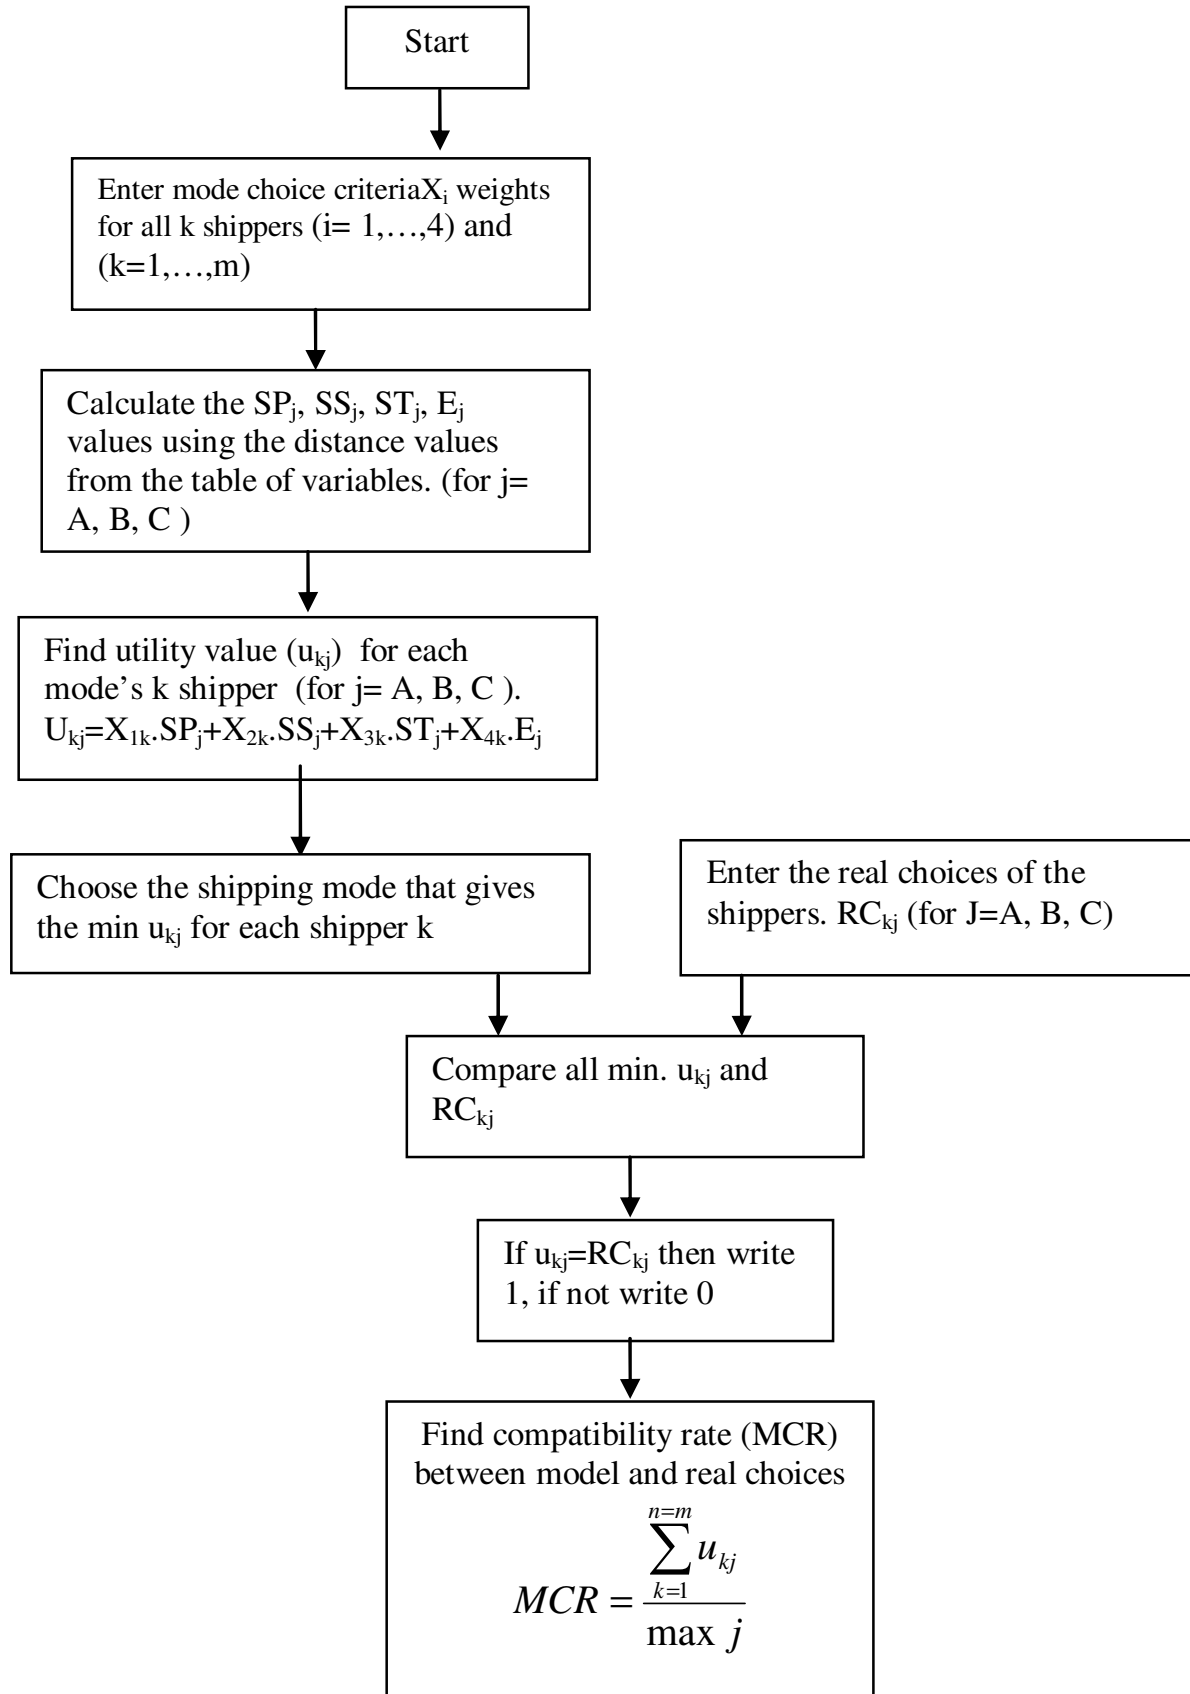 Start
Enter mode choice criteriaXᵢ weights
for all k shippers (i= 1,…,4) and
(k=1,…,m)
Calculate the SPⱼ, SSⱼ, STⱼ, Eⱼ
values using the distance values
from the table of variables. (for j=
A, B, C )
Find utility value (uₖⱼ) for each
mode’s k shipper (for j= A, B, C ).
Uₖⱼ=X₁ₖ.SPⱼ+X₂ₖ.SSⱼ+X₃ₖ.STⱼ+X₄ₖ.Eⱼ
Choose the shipping mode that gives
the min uₖⱼ for each shipper k
Enter the real choices of the
shippers. RCₖⱼ (for J=A, B, C)
Compare all min. uₖⱼ and
RCₖⱼ
If uₖⱼ=RCₖⱼ then write
1, if not write 0
Find compatibility rate (MCR)
between model and real choices
n=m
∑ uₖⱼ
k=1
MCR =
max j